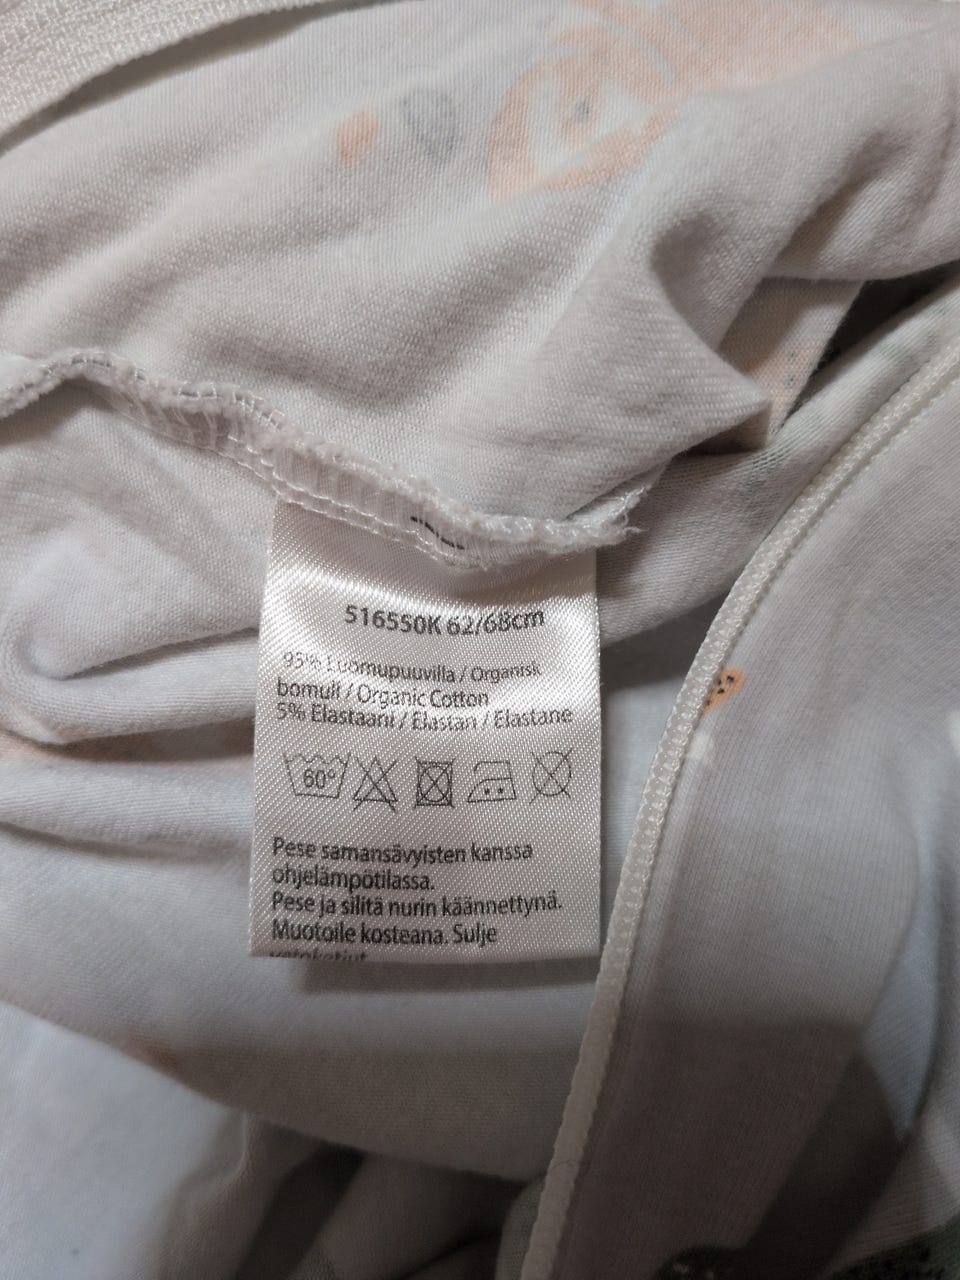 516550K 62/68cm
95% Luomupuuvilla / Organisk
bomull / Organic Cotton
5% Elastaani / Elastan / Elastane
60°
Pese samansävyisten kanssa
ohjelämpötilassa.
Pese ja silitä nurin käännettynä.
Muotoile kosteana. Sulje
vetoketjut